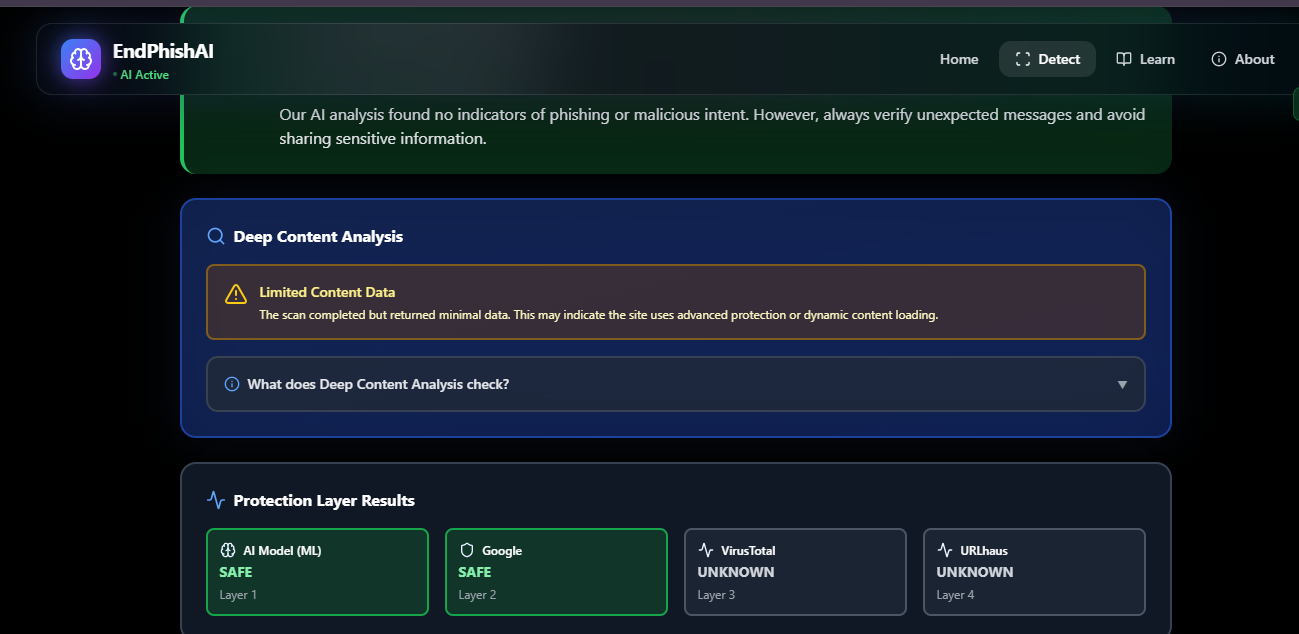 EndPhishAI
AI Active
Home
Detect
Learn
About
Our AI analysis found no indicators of phishing or malicious intent. However, always verify unexpected messages and avoid
sharing sensitive information.
Deep Content Analysis
Limited Content Data
The scan completed but returned minimal data. This may indicate the site uses advanced protection or dynamic content loading.
What does Deep Content Analysis check?
Protection Layer Results
AI Model (ML)
SAFE
Layer 1
Google
SAFE
Layer 2
VirusTotal
UNKNOWN
Layer 3
URLhaus
UNKNOWN
Layer 4